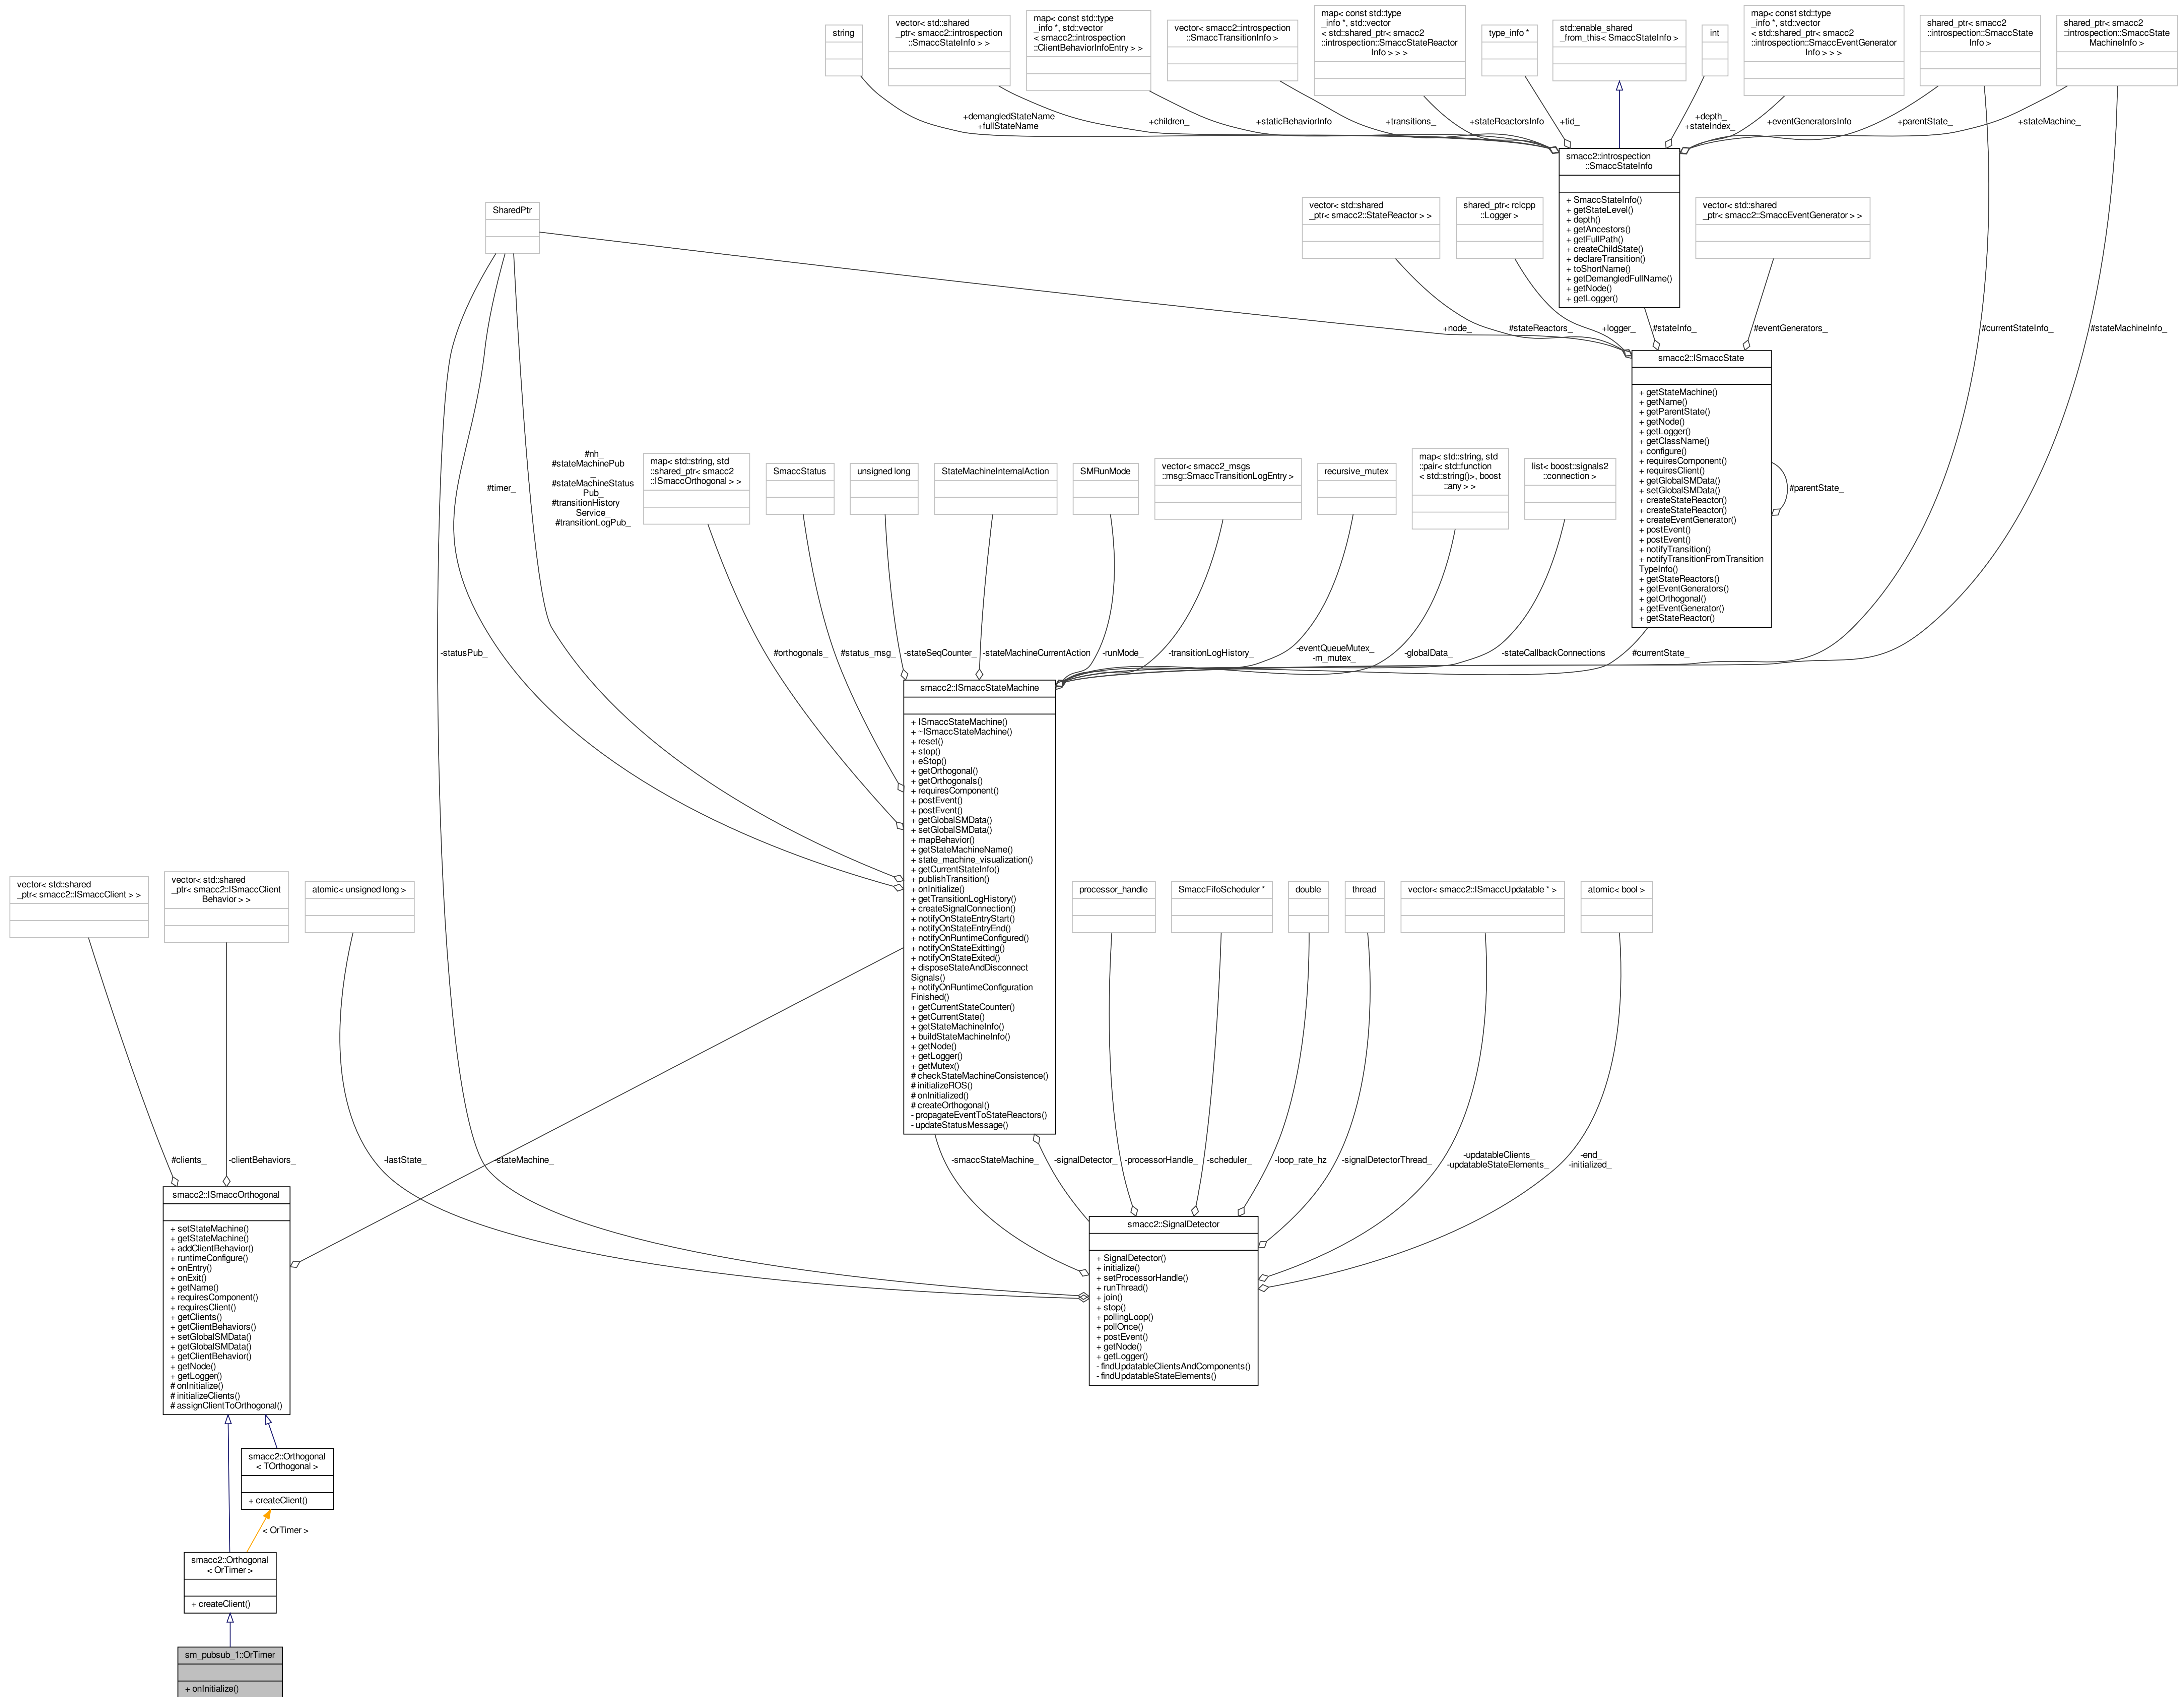 string
vector< std::shared
_ptr< smacc2::introspection
::SmaccStateInfo > >
map< const std::type
_info *, std::vector
< smacc2::introspection
::ClientBehaviorInfoEntry > >
vector< smacc2::introspection
::SmaccTransitionInfo >
map< const std::type
_info *, std::vector
< std::shared_ptr< smacc2
::introspection::SmaccStateReactor
Info > > >
type_info *
std::enable_shared
_from_this< SmaccStateInfo >
int
map< const std::type
_info *, std::vector
< std::shared_ptr< smacc2
::introspection::SmaccEventGenerator
Info > > >
shared_ptr< smacc2
::introspection::SmaccState
Info >
shared_ptr< smacc2
::introspection::SmaccState
MachineInfo >
+demangledStateName
+fullStateName
+children_
+staticBehaviorInfo
+transitions_
+stateReactorsInfo
+tid_
+depth_
+stateIndex_
+eventGeneratorsInfo
+parentState_
+stateMachine_
smacc2::introspection
::SmaccStateInfo
+ SmaccStateInfo()
+ getStateLevel()
+ depth()
+ getAncestors()
+ getFullPath()
+ createChildState()
+ declareTransition()
+ toShortName()
+ getDemangledFullName()
+ getNode()
+ getLogger()
SharedPtr
vector< std::shared
_ptr< smacc2::StateReactor > >
shared_ptr< rclcpp
::Logger >
vector< std::shared
_ptr< smacc2::SmaccEventGenerator > >
+node_
#stateReactors_
+logger_
#stateInfo_
#eventGenerators_
#currentStateInfo_
#stateMachineInfo_
smacc2::ISmaccState
+ getStateMachine()
+ getName()
+ getParentState()
+ getNode()
+ getLogger()
+ getClassName()
+ configure()
+ requiresComponent()
+ requiresClient()
+ getGlobalSMData()
+ setGlobalSMData()
+ createStateReactor()
+ createStateReactor()
+ createEventGenerator()
+ postEvent()
+ postEvent()
+ notifyTransition()
+ notifyTransitionFromTransition
TypeInfo()
+ getStateReactors()
+ getEventGenerators()
+ getOrthogonal()
+ getEventGenerator()
+ getStateReactor()
#parentState_
#timer_
#nh_
#stateMachinePub
_
#stateMachineStatus
Pub_
#transitionHistory
Service_
#transitionLogPub_
map< std::string, std
::shared_ptr< smacc2
::ISmaccOrthogonal > >
SmaccStatus
unsigned long
StateMachineInternalAction
SMRunMode
vector< smacc2_msgs
::msg::SmaccTransitionLogEntry >
recursive_mutex
map< std::string, std
::pair< std::function
< std::string()>, boost
::any > >
list< boost::signals2
::connection >
-statusPub_
#orthogonals_
#status_msg_
-stateSeqCounter_
-stateMachineCurrentAction
-runMode_
-transitionLogHistory_
-eventQueueMutex_
-m_mutex_
-globalData_
-stateCallbackConnections
#currentState_
smacc2::ISmaccStateMachine
+ ISmaccStateMachine()
+ ~ISmaccStateMachine()
+ reset()
+ stop()
+ eStop()
+ getOrthogonal()
+ getOrthogonals()
+ requiresComponent()
+ postEvent()
+ postEvent()
+ getGlobalSMData()
+ setGlobalSMData()
+ mapBehavior()
+ getStateMachineName()
+ state_machine_visualization()
+ getCurrentStateInfo()
+ publishTransition()
+ onInitialize()
+ getTransitionLogHistory()
+ createSignalConnection()
+ notifyOnStateEntryStart()
+ notifyOnStateEntryEnd()
+ notifyOnRuntimeConfigured()
+ notifyOnStateExitting()
+ notifyOnStateExited()
+ disposeStateAndDisconnect
Signals()
+ notifyOnRuntimeConfiguration
Finished()
+ getCurrentStateCounter()
+ getCurrentState()
+ getStateMachineInfo()
+ buildStateMachineInfo()
+ getNode()
+ getLogger()
+ getMutex()
# checkStateMachineConsistence()
# initializeROS()
# onInitialized()
# createOrthogonal()
- propagateEventToStateReactors()
- updateStatusMessage()
vector< std::shared
_ptr< smacc2::ISmaccClient > >
vector< std::shared
_ptr< smacc2::ISmaccClient
Behavior > >
atomic< unsigned long >
processor_handle
SmaccFifoScheduler *
double
thread
vector< smacc2::ISmaccUpdatable * >
atomic< bool >
#clients_
-clientBehaviors_
-lastState_
-stateMachine_
-smaccStateMachine_
-signalDetector_
-processorHandle_
-scheduler_
-loop_rate_hz
-signalDetectorThread_
-updatableClients_
-updatableStateElements_
-end_
-initialized_
smacc2::ISmaccOrthogonal
+ setStateMachine()
+ getStateMachine()
+ addClientBehavior()
+ runtimeConfigure()
+ onEntry()
+ onExit()
+ getName()
+ requiresComponent()
+ requiresClient()
+ getClients()
+ getClientBehaviors()
+ setGlobalSMData()
+ getGlobalSMData()
+ getClientBehavior()
+ getNode()
+ getLogger()
# onInitialize()
# initializeClients()
# assignClientToOrthogonal()
smacc2::SignalDetector
+ SignalDetector()
+ initialize()
+ setProcessorHandle()
+ runThread()
+ join()
+ stop()
+ pollingLoop()
+ pollOnce()
+ postEvent()
+ getNode()
+ getLogger()
- findUpdatableClientsAndComponents()
- findUpdatableStateElements()
smacc2::Orthogonal
< TOrthogonal >
+ createClient()
< OrTimer >
smacc2::Orthogonal
< OrTimer >
+ createClient()
sm_pubsub_1::OrTimer
+ onInitialize()